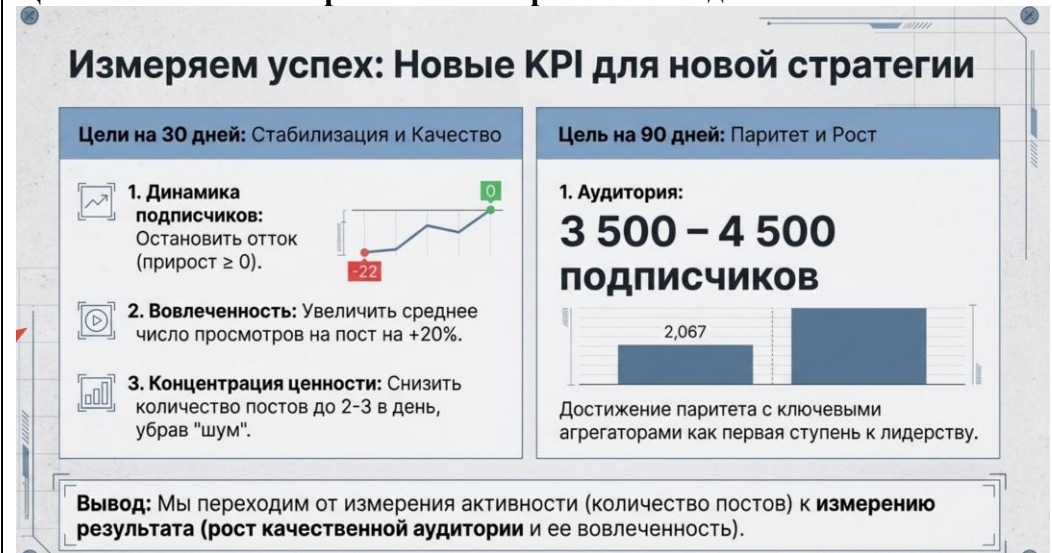 Измеряем успех: Новые KPI для новой стратегии
Цели на 30 дней: Стабилизация и Качество
1. Динамика
подписчиков:
Остановить отток
(прирост ≥ 0).
0
-22
2. Вовлеченность: Увеличить среднее
число просмотров на пост на +20%.
3. Концентрация ценности: Снизить
количество постов до 2-3 в день,
убрав "шум".
Цель на 90 дней: Паритет и Рост
1. Аудитория:
3 500 – 4 500
подписчиков
2,067
Достижение паритета с ключевыми
агрегаторами как первая ступень к лидерству.
Вывод: Мы переходим от измерения активности (количество постов) к измерению
результата (рост качественной аудитории и ее вовлеченность).